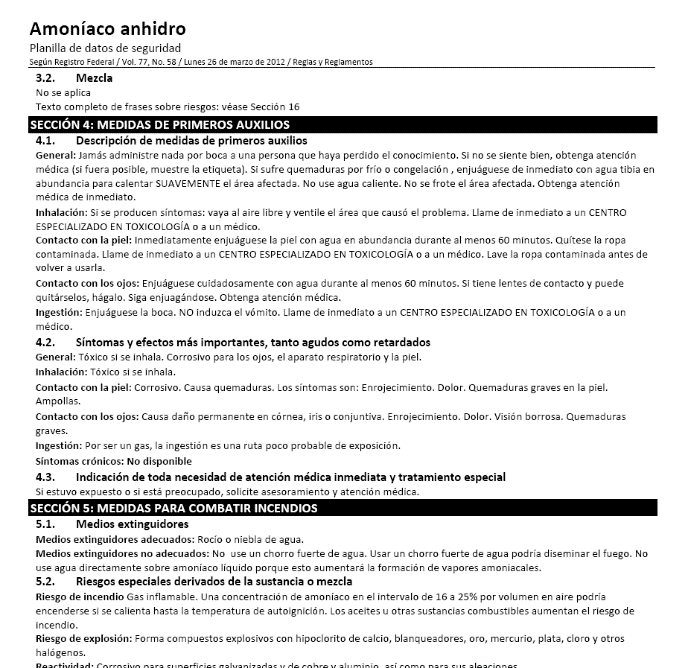 Amoníaco anhidro
Planilla de datos de seguridad
Según Registro Federal / Vol. 77, No. 58 / Lunes 26 de marzo de 2012 / Reglas y Reglamentos
3.2. Mezcla
No se aplica
Texto completo de frases sobre riesgos: véase Sección 16
SECCIÓN 4: MEDIDAS DE PRIMEROS AUXILIOS
4.1. Descripción de medidas de primeros auxilios
General: Jamás administre nada por boca a una persona que haya perdido el conocimiento. Si no se siente bien, obtenga atención
médica (si fuera posible, muestre la etiqueta). Si sufre quemaduras por frío o congelación , enjuáguese de inmediato con agua tibia en
abundancia para calentar SUAVEMENTE el área afectada. No use agua caliente. No se frote el área afectada. Obtenga atención
médica de inmediato.
Inhalación: Si se producen síntomas: vaya al aire libre y ventile el área que causó el problema. Llame de inmediato a un CENTRO
ESPECIALIZADO EN TOXICOLOGÍA o a un médico.
Contacto con la piel: Inmediatamente enjuáguese la piel con agua en abundancia durante al menos 60 minutos. Quítese la ropa
contaminada. Llame de inmediato a un CENTRO ESPECIALIZADO EN TOXICOLOGÍA o a un médico. Lave la ropa contaminada antes de
volver a usarla.
Contacto con los ojos: Enjuáguese cuidadosamente con agua durante al menos 60 minutos. Si tiene lentes de contacto y puede
quitárselos, hágalo. Siga enjuagándose. Obtenga atención médica.
Ingestión: Enjuáguese la boca. NO induzca el vómito. Llame de inmediato a un CENTRO ESPECIALIZADO EN TOXICOLOGÍA o a un
médico.
4.2. Síntomas y efectos más importantes, tanto agudos como retardados
General: Tóxico si se inhala. Corrosivo para los ojos, el aparato respiratorio y la piel.
Inhalación: Tóxico si se inhala.
Contacto con la piel: Corrosivo. Causa quemaduras. Los síntomas son: Enrojecimiento. Dolor. Quemaduras graves en la piel.
Ampollas.
Contacto con los ojos: Causa daño permanente en córnea, iris o conjuntiva. Enrojecimiento. Dolor. Visión borrosa. Quemaduras
graves.
Ingestión: Por ser un gas, la ingestión es una ruta poco probable de exposición.
Síntomas crónicos: No disponible
4.3. Indicación de toda necesidad de atención médica inmediata y tratamiento especial
Si estuvo expuesto o si está preocupado, solicite asesoramiento y atención médica.
SECCIÓN 5: MEDIDAS PARA COMBATIR INCENDIOS
5.1. Medios extinguidores
Medios extinguidores adecuados: Rocío o niebla de agua.
Medios extinguidores no adecuados: No use un chorro fuerte de agua. Usar un chorro fuerte de agua podría diseminar el fuego. No
use agua directamente sobre amoníaco líquido porque esto aumentará la formación de vapores amoniacales.
5.2. Riesgos especiales derivados de la sustancia o mezcla
Riesgo de incendio Gas inflamable. Una concentración de amoníaco en el intervalo de 16 a 25% por volumen en aire podría
encenderse si se calienta hasta la temperatura de autoignición. Los aceites u otras sustancias combustibles aumentan el riesgo de
incendio.
Riesgo de explosión: Forma compuestos explosivos con hipoclorito de calcio, blanqueadores, oro, mercurio, plata, cloro y otros
halógenos.
Reactividad: Corrosivo para superficies galvanizadas y de cobre y aluminio, así como para sus aleaciones.